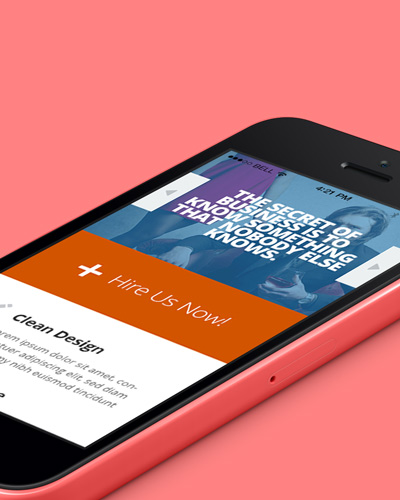 BELL 4:21 PM
THE SECRET OF
BUSINESS IS TO
KNOW SOMETHING
THAT NOBODY ELSE
KNOWS.
+ Hire Us Now!
Clean Design
orem ipsum dolor sit amet, con-
tuer adipiscing elit, sed diam
my nibh euismod tincidunt